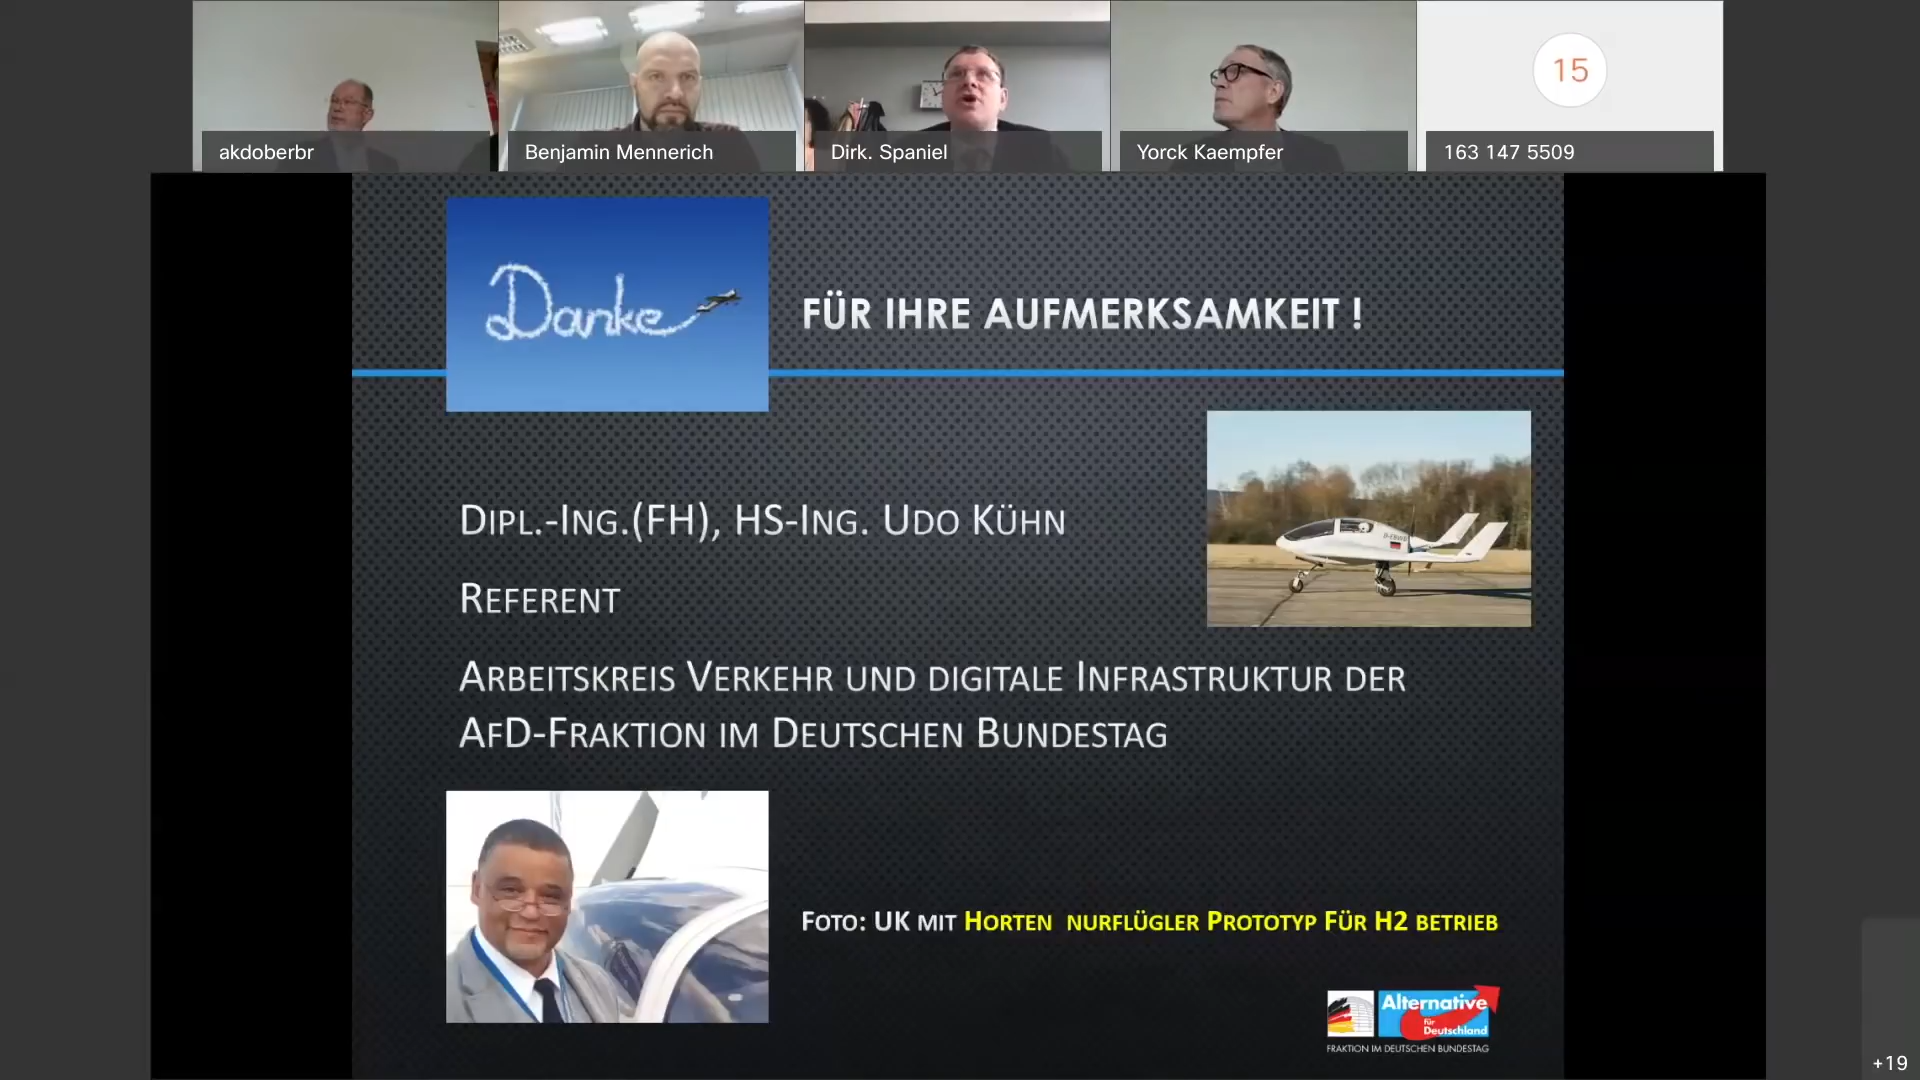 akdoberbr
Benjamin Mennerich
Dirk. Spaniel
Yorck Kaempfer
15
163 147 5509
Danke
FÜR IHRE AUFMERKSAMKEIT !
DIPL.-ING.(FH), HS-ING. UDO KÜHN
REFERENT
ARBEITSKREIS VERKEHR UND DIGITALE INFRASTRUKTUR DER
AFD-FRAKTION IM DEUTSCHEN BUNDESTAG
FOTO: UK MIT HORTEN NURFLÜGLER PROTOTYP FÜR H2 BETRIEB
Alternative
für
Deutschland
FRAKTION IM DEUTSCHEN BUNDESTAG
+19